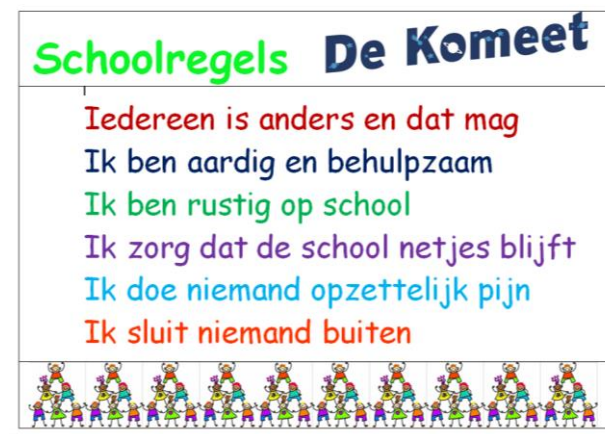 Schoolregels De Komeet
Iedereen is anders en dat mag
Ik ben aardig en behulpzaam
Ik ben rustig op school
Ik zorg dat de school netjes blijft
Ik doe niemand opzettelijk pijn
Ik sluit niemand buiten